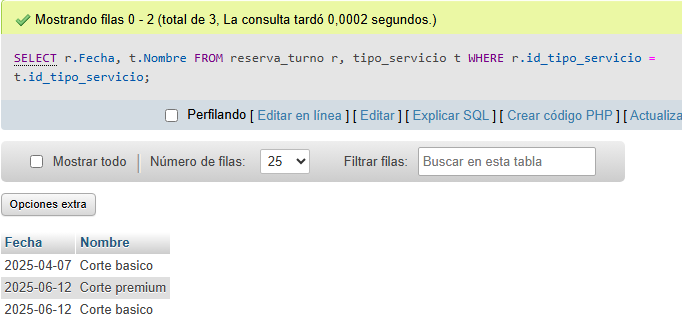 Mostrando filas 0 - 2 (total de 3, La consulta tardó 0,0002 segundos.)
SELECT r.Fecha, t.Nombre FROM reserva_turno r, tipo_servicio t WHERE r.id_tipo_servicio =
t.id_tipo_servicio;
Perfilando [ Editar en línea ] [ Editar ] [ Explicar SQL ] [ Crear código PHP ] [ Actualiza
Mostrar todo Número de filas: 25 Filtrar filas: Buscar en esta tabla
Opciones extra
Fecha Nombre
2025-04-07 Corte basico
2025-06-12 Corte premium
2025-06-12 Corte basico